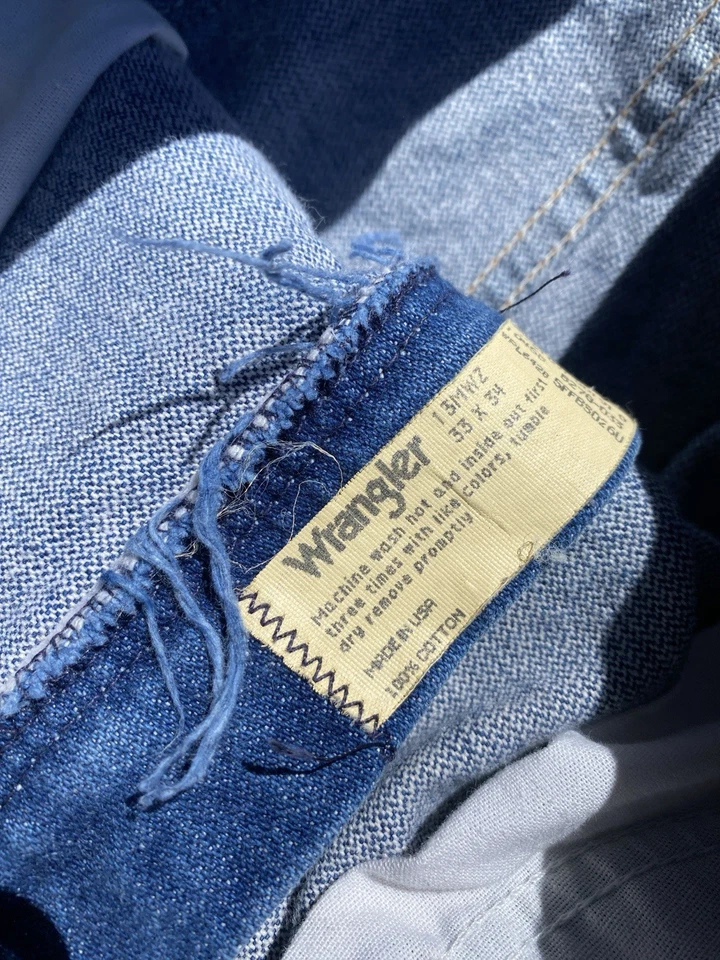 13MWZ
33 X 34
Wrangler
Machine wash hot and inside out first
three times with like colors, tumble
dry remove promptly
MADE IN USA
100% COTTON